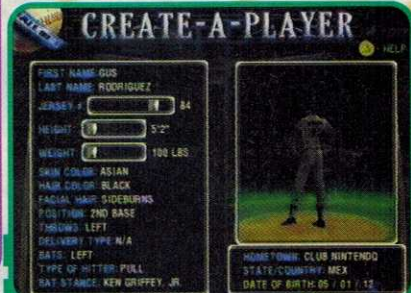 CREATE-A-PLAYER
HELP
FIRST NAME: GUS
LAST NAME: RODRIGUEZ
JERSEY #: 84
HEIGHT: 5'2"
WEIGHT: 100 LBS
SKIN COLOR: ASIAN
HAIR COLOR: BLACK
FACIAL HAIR: SIDEBURNS
POSITION: 2ND BASE
THROWS: LEFT
DELIVERY TYPE: N/A
BATS: LEFT
TYPE OF HITTER: PULL
BAT STANCE: KEN GRIFFEY, JR.
HOMETOWN: CLUB NINTENDO
STATE/COUNTRY: MEX
DATE OF BIRTH: 05 / 01 / 12